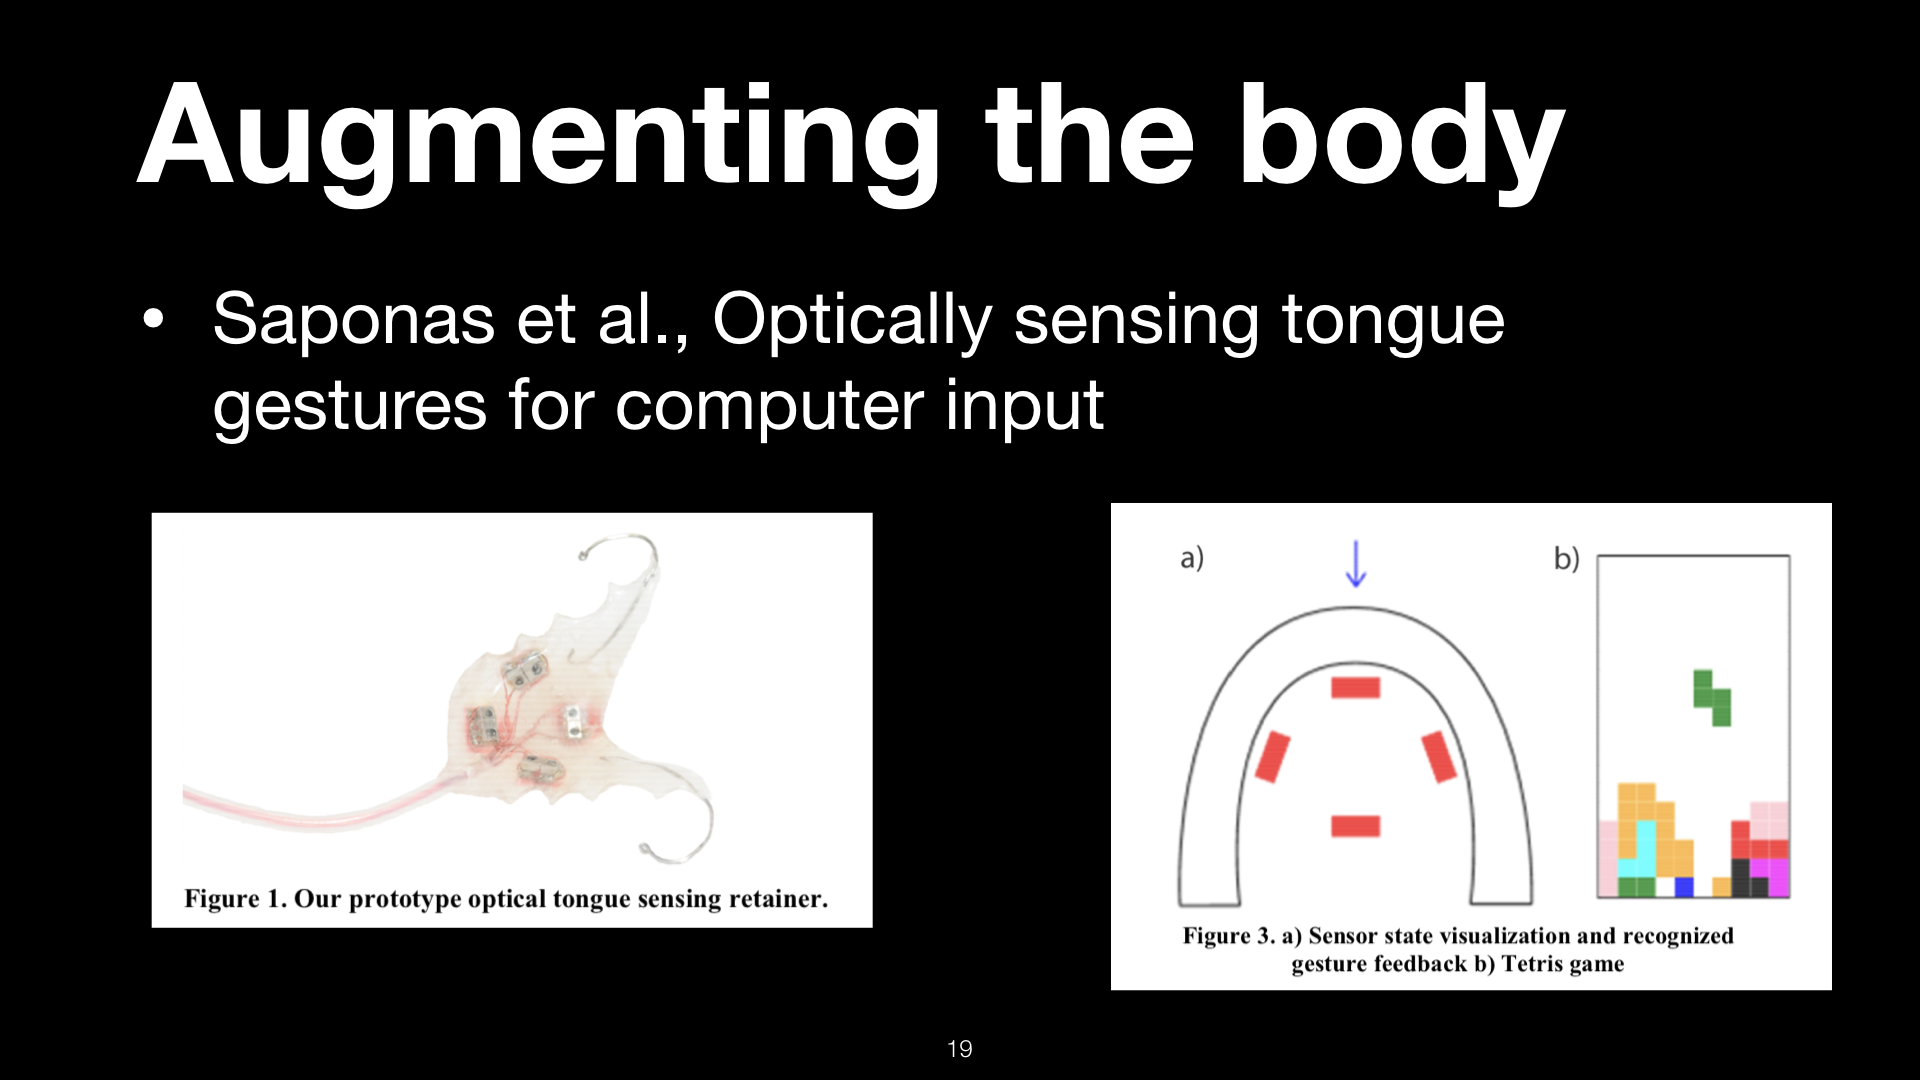 Augmenting the body
• Saponas et al., Optically sensing tongue
gestures for computer input
Figure 1. Our prototype optical tongue sensing retainer.
a)
b)
Figure 3. a) Sensor state visualization and recognized
gesture feedback b) Tetris game
19